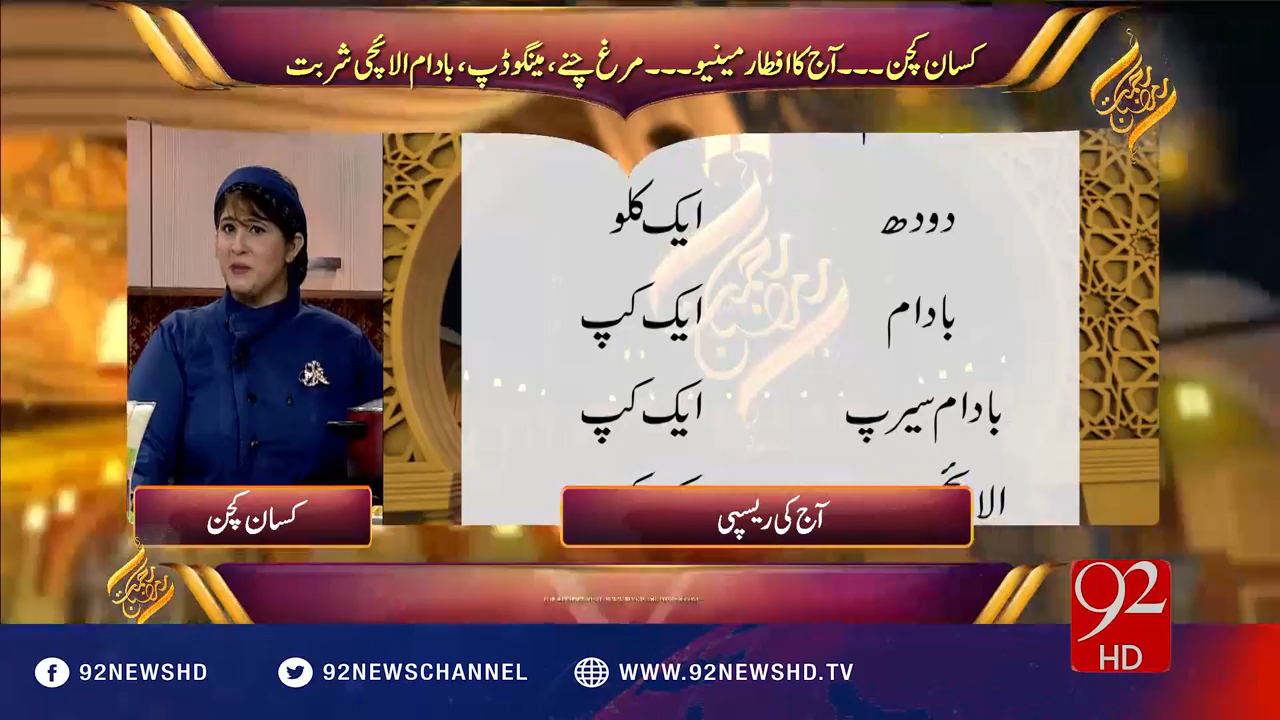 کسان کچن ۔۔۔ آج کا افطار مینیو ۔۔۔ مرغ چنے، مینگو ڈپ، بادام الائچی شربت
دودھ ایک کلو
بادام ایک کپ
بادام سیرپ ایک کپ
کسان کچن
آج کی ریسپی
92
HD
92NEWSHD
92NEWSCHANNEL
WWW.92NEWSHD.TV